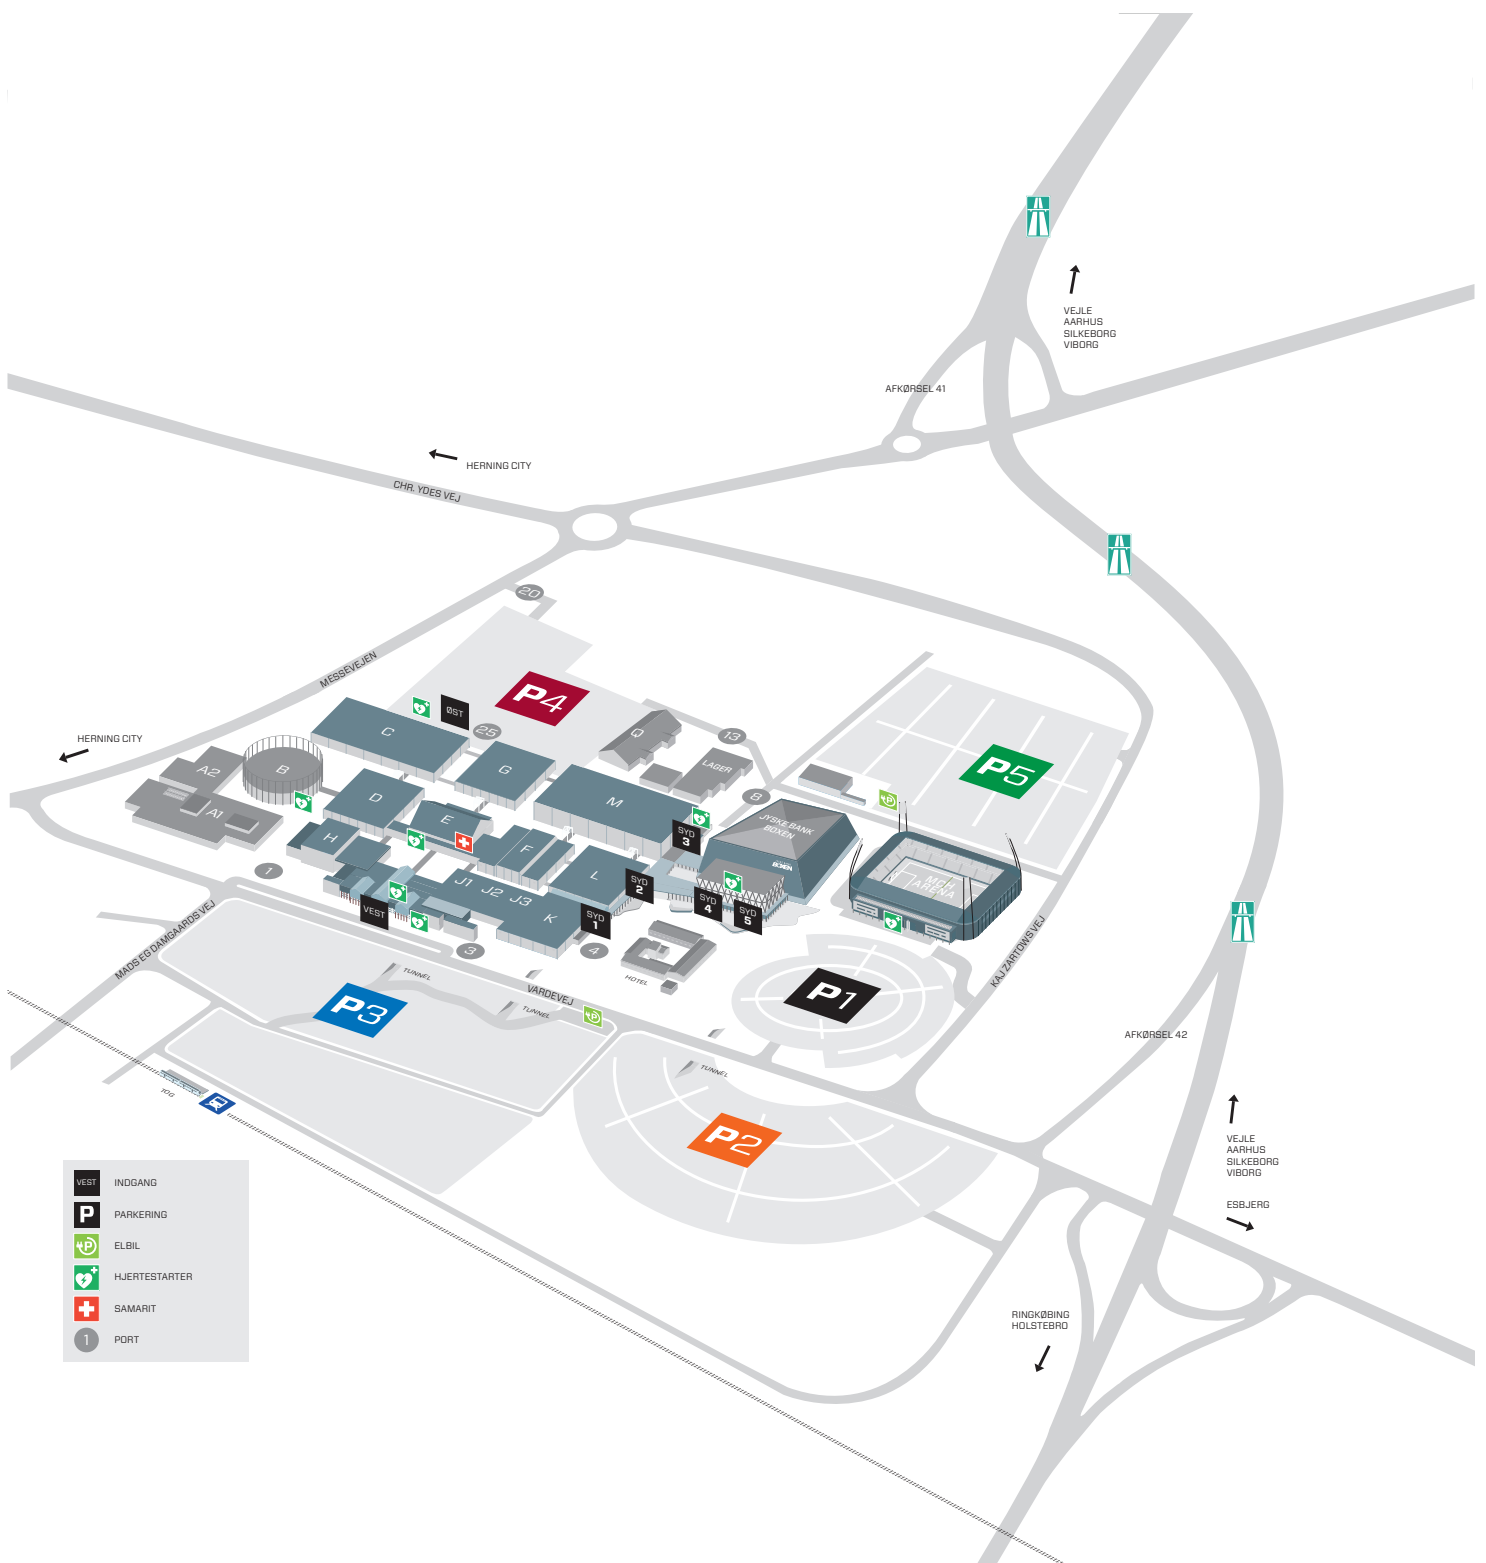 VEJLE
AARHUS
SILKEBORG
VIBORG
AFKØRSEL 41
HERNING CITY
CHR. YDES VEJ
20
MESSEVEJEN
P4
ØST
25
C
Q
13
HERNING CITY
G
LAGER
A2
B
P5
D
M
8
A1
E
JYSKE BANK
BOXEN
SYD
3
H
F
BOXEN
1
J1 J2 J3
L
SYD
2
MCH
ARENA
SYD
4
SYD
5
VEST
K
SYD
1
MADS EG DAMGAARDS VEJ
3
4
KAJ ZARTOWS VEJ
HOTEL
TUNNEL
VARDEVEJ
P1
P3
TUNNEL
AFKØRSEL 42
TUNNEL
TOG
P2
VEJLE
AARHUS
SILKEBORG
VIBORG
ESBJERG
RINGKØBING
HOLSTEBRO
VEST INDGANG
P PARKERING
P ELBIL
HJERTESTARTER
SAMARIT
1 PORT